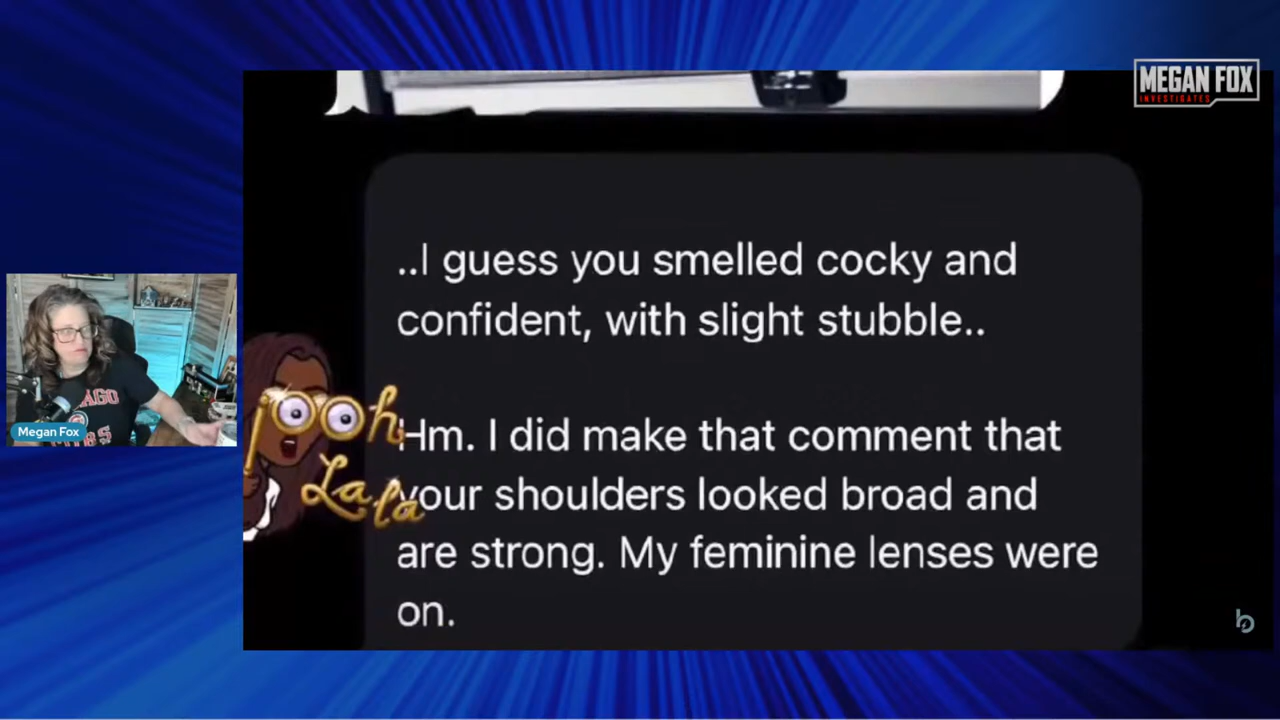 MEGAN FOX
INVESTIGATES
..I guess you smelled cocky and
confident, with slight stubble..
Hm. I did make that comment that
your shoulders looked broad and
are strong. My feminine lenses were
on.
ooh
La la
Megan Fox